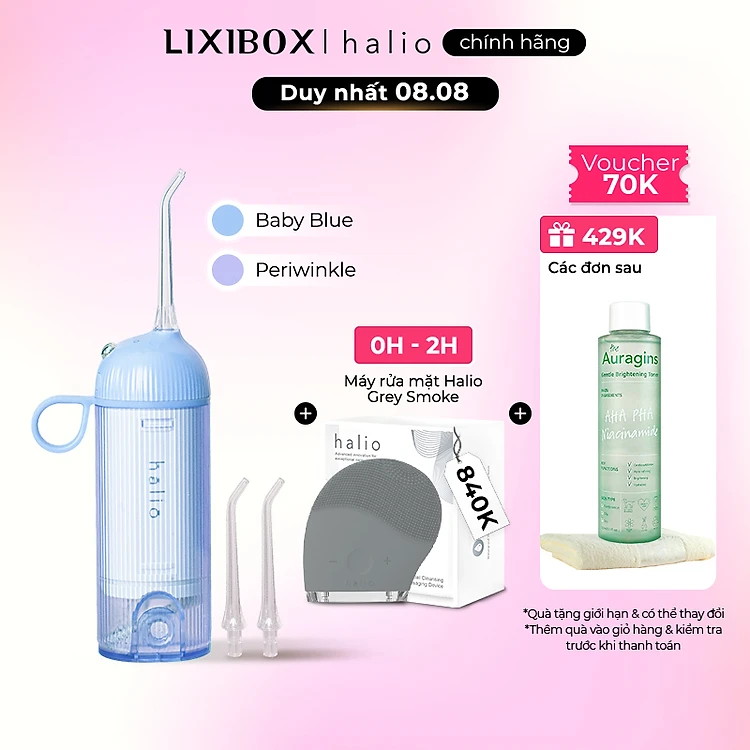 LIXIBOX | halio chính hãng
Duy nhất 08.08
Voucher
70K
429K
Các đơn sau
Baby Blue
Periwinkle
0H - 2H
Máy rửa mặt Halio
Grey Smoke
halio
halio
840K
halio
Auragins
Gentle Brightening Toner
AHA PHA
Niacinamide
*Quà tặng giới hạn & có thể thay đổi
*Thêm quà vào giỏ hàng & kiểm tra
trước khi thanh toán